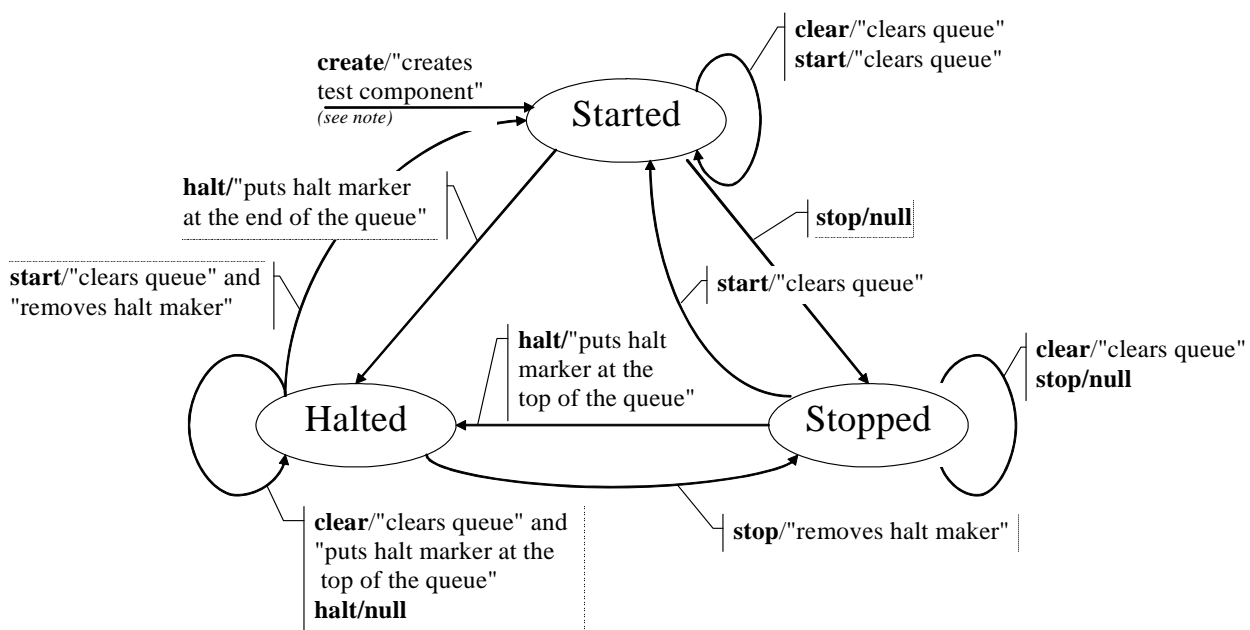 clear/"clears queue"
start/"clears queue"
create/"creates
test component"
(see note)
Started
halt/"puts halt marker
at the end of the queue"
stop/null
start/"clears queue" and
"removes halt maker"
start/"clears queue"
halt/"puts halt
marker at the
top of the queue"
clear/"clears queue"
stop/null
Halted
Stopped
clear/"clears queue" and
"puts halt marker at the
top of the queue"
halt/null
stop/"removes halt maker"